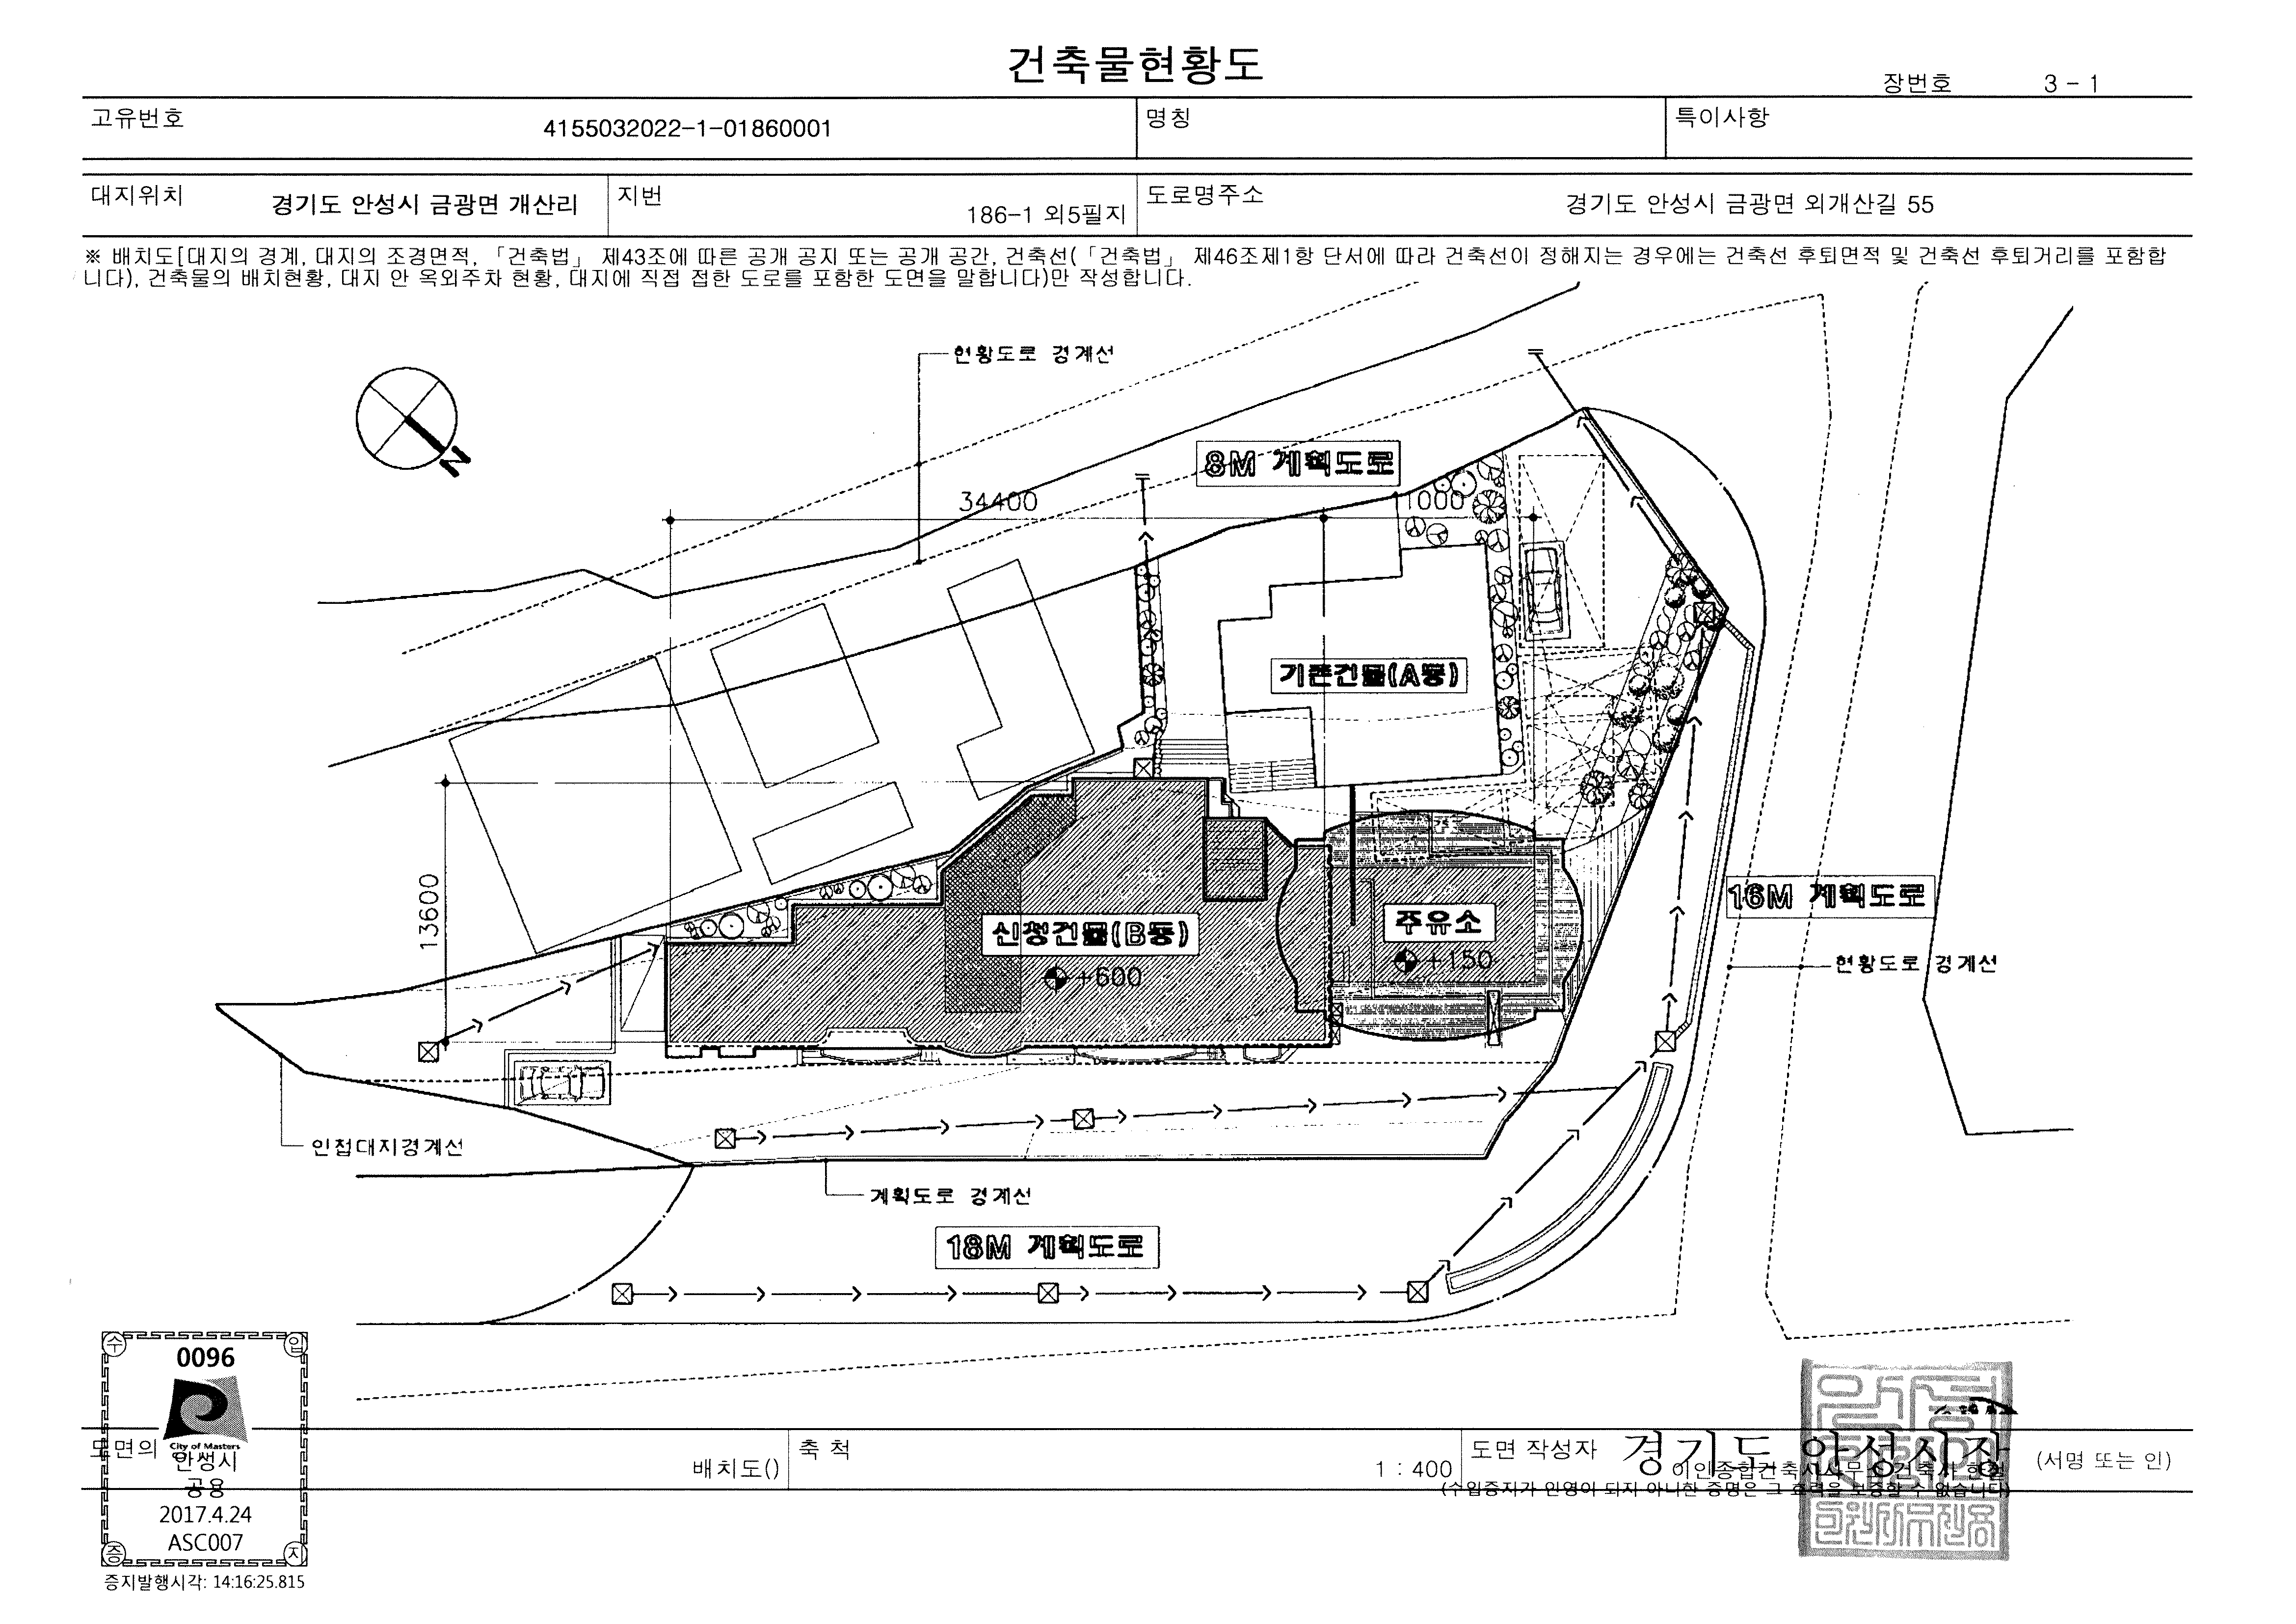 건축물현황도
장번호 3 - 1
고유번호 4155032022-1-01860001 명칭 특이사항
대지위치 경기도 안성시 금광면 개산리 지번 186-1 외5필지 도로명주소 경기도 안성시 금광면 외개산길 55
※ 배치도[대지의 경계, 대지의 조경면적, 「건축법」 제43조에 따른 공개 공지 또는 공개 공간, 건축선(「건축법」 제46조제1항 단서에 따라 건축선이 정해지는 경우에는 건축선 후퇴면적 및 건축선 후퇴거리를 포함합
니다), 건축물의 배치현황, 대지 안 옥외주차 현황, 대지에 직접 접한 도로를 포함한 도면을 말합니다)만 작성합니다.
현황도로 경계선
N
8M 계획도로
34400
1000
기존건물(A동)
13600
16M 계획도로
신청건물(B동)
+600
주유소
+150
현황도로 경계선
인접대지경계선
계획도로 경계선
18M 계획도로
수 입
0096
City of Masters
안성시
공용
2017.4.24
ASC007
증 지
증지발행시각: 14:16:25.815
도면의
배치도()
축 척
1 : 400
도면 작성자
경기도 안성시장
(서명 또는 인)
(수입증지가 인영이 되지 아니한 증명은 그 효력을 보증할 수 없습니다)